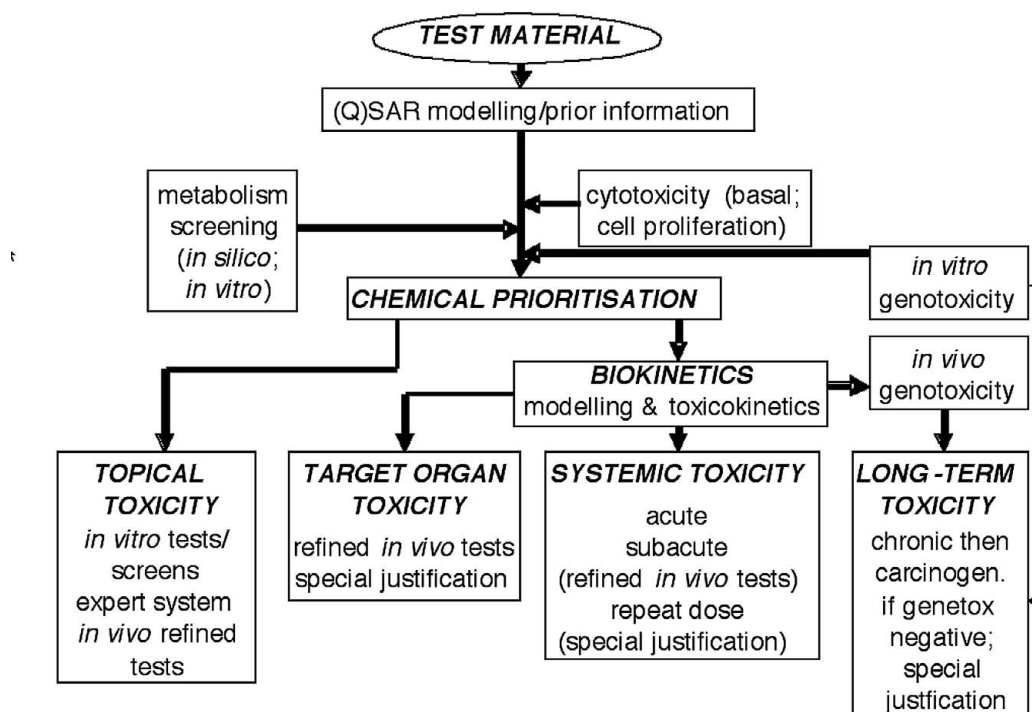 TEST MATERIAL
(Q)SAR modelling/prior information
metabolism
screening
(in silico;
in vitro)
cytotoxicity (basal;
cell proliferation)
in vitro
genotoxicity
CHEMICAL PRIORITISATION
in vivo
genotoxicity
BIOKINETICS
modelling & toxicokinetics
TOPICAL
TOXICITY
in vitro tests/
screens
expert system
in vivo refined
tests
TARGET ORGAN
TOXICITY
refined in vivo tests
special justification
SYSTEMIC TOXICITY
acute
subacute
(refined in vivo tests)
repeat dose
(special justification)
LONG -TERM
TOXICITY
chronic then
carcinogen.
if genetox
negative;
special
justfication